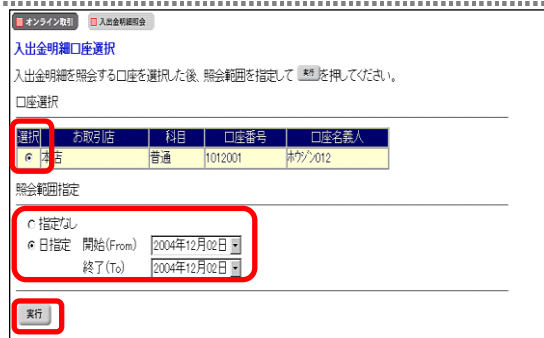 オンライン取引 入出金明細照会
入出金明細口座選択
入出金明細を照会する口座を選択した後、照会範囲を指定して 実行 を押してください。
口座選択
選択 お取引店 科目 口座番号 口座名義人
本店 普通 1012001 ホウジン012
照会範囲指定
指定なし
日指定 開始(From) 2004年12月02日
終了(To) 2004年12月02日
実行